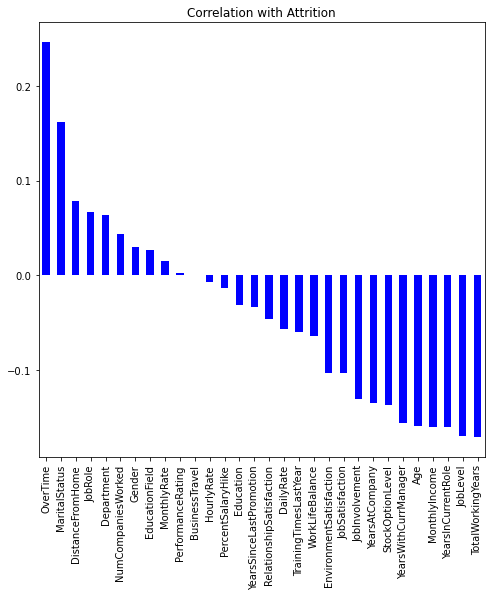 Correlation with Attrition
0.2
0.1
0.0
−0.1
OverTime
MaritalStatus
DistanceFromHome
JobRole
Department
NumCompaniesWorked
Gender
EducationField
MonthlyRate
PerformanceRating
BusinessTravel
HourlyRate
PercentSalaryHike
Education
YearsSinceLastPromotion
RelationshipSatisfaction
DailyRate
TrainingTimesLastYear
WorkLifeBalance
EnvironmentSatisfaction
JobSatisfaction
JobInvolvement
YearsAtCompany
StockOptionLevel
YearsWithCurrManager
Age
MonthlyIncome
YearsInCurrentRole
JobLevel
TotalWorkingYears